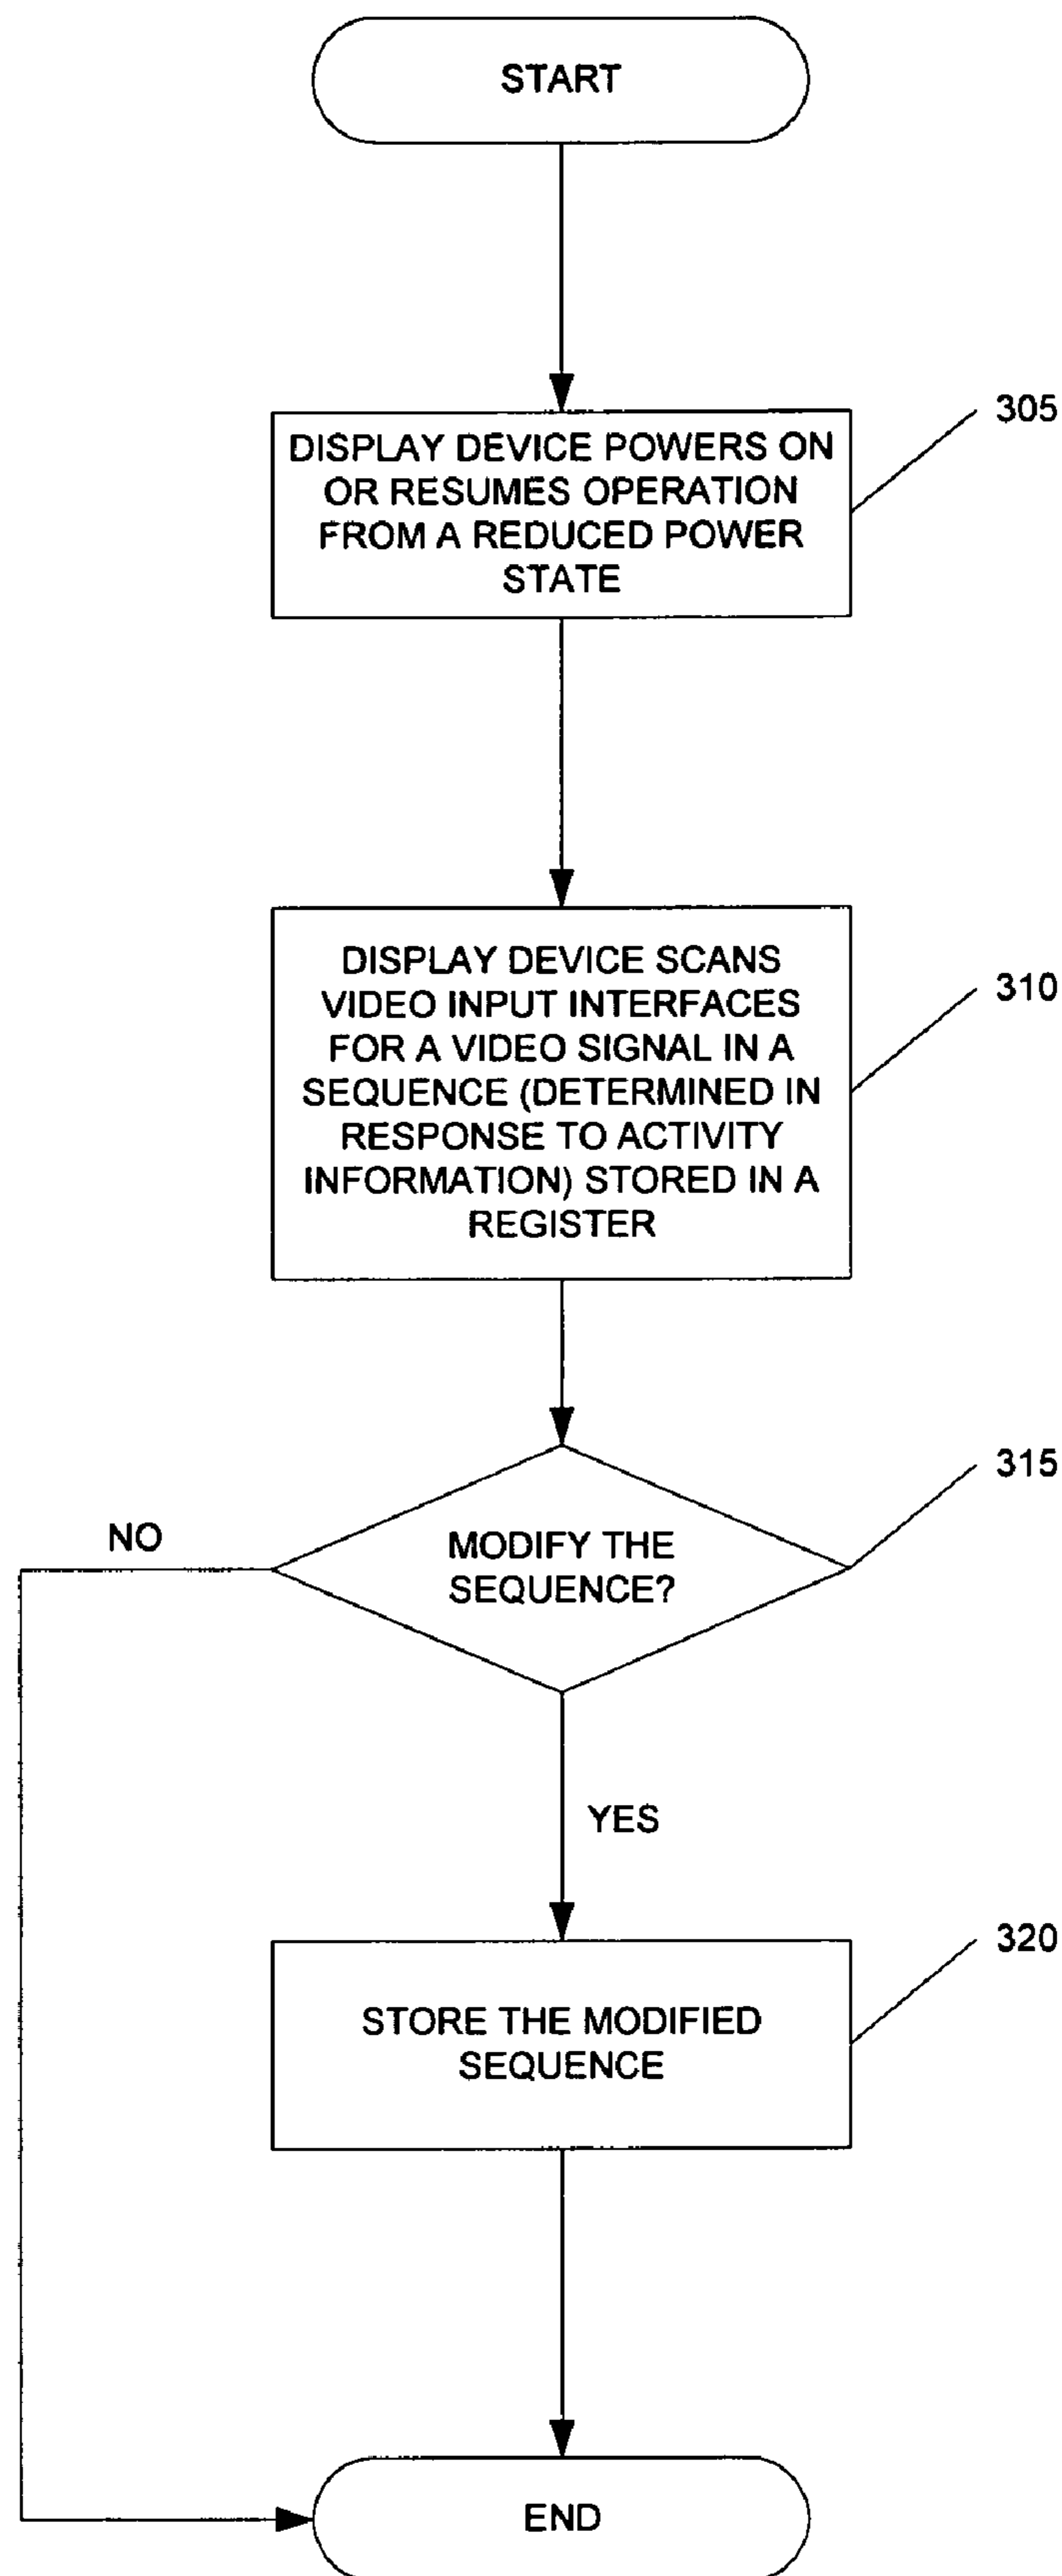 START
305
DISPLAY DEVICE POWERS ON
OR RESUMES OPERATION
FROM A REDUCED POWER
STATE
310
DISPLAY DEVICE SCANS
VIDEO INPUT INTERFACES
FOR A VIDEO SIGNAL IN A
SEQUENCE (DETERMINED IN
RESPONSE TO ACTIVITY
INFORMATION) STORED IN A
REGISTER
315
NO
MODIFY THE
SEQUENCE?
YES
320
STORE THE MODIFIED
SEQUENCE
END